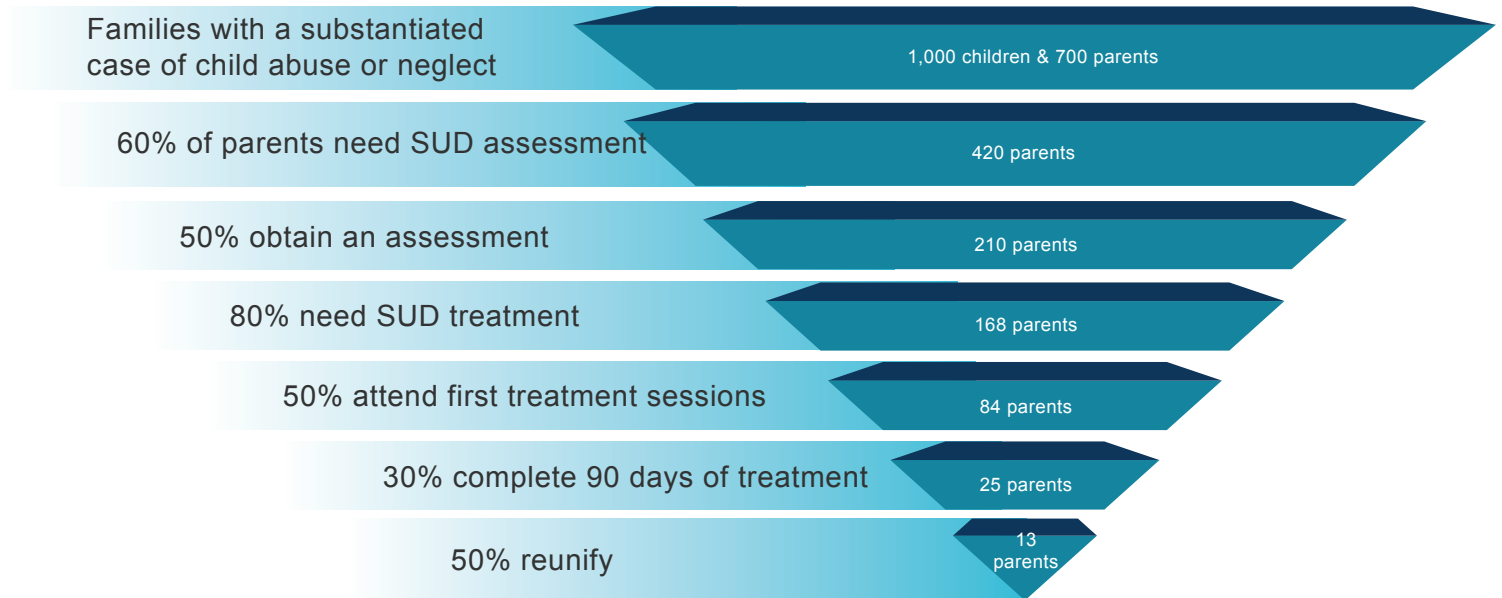 Families with a substantiated
case of child abuse or neglect
1,000 children & 700 parents
60% of parents need SUD assessment
420 parents
50% obtain an assessment
210 parents
80% need SUD treatment
168 parents
50% attend first treatment sessions
84 parents
30% complete 90 days of treatment
25 parents
50% reunify
13
parents